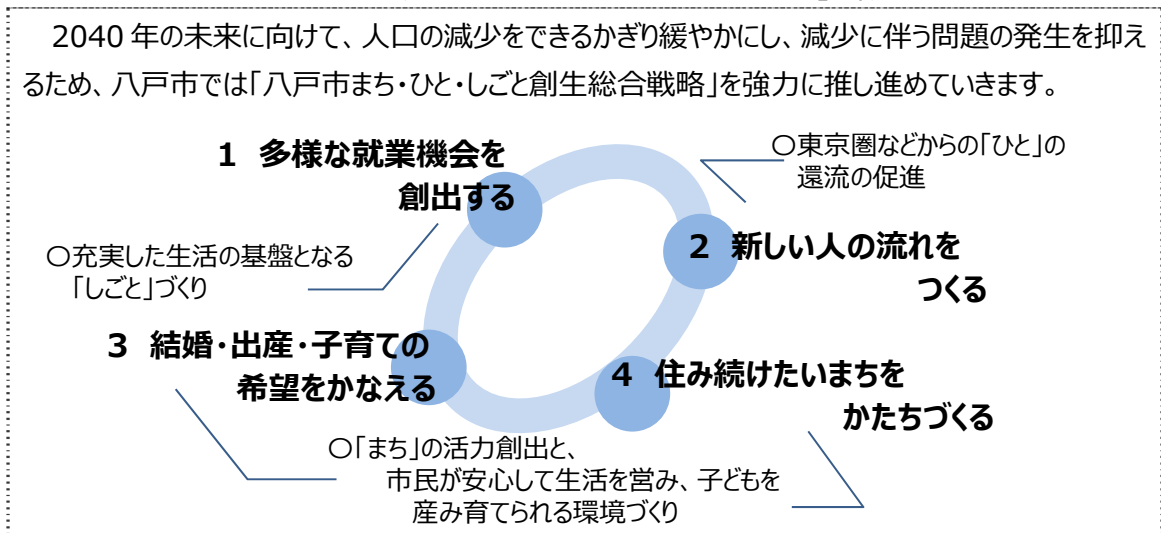 2040 年の未来に向けて、人口の減少をできるかぎり緩やかにし、減少に伴う問題の発生を抑え
るため、八戸市では「八戸市まち・ひと・しごと創生総合戦略」を強力に推し進めていきます。
1 多様な就業機会を
創出する
〇東京圏などからの「ひと」の
還流の促進
2 新しい人の流れを
つくる
〇充実した生活の基盤となる
「しごと」づくり
3 結婚・出産・子育ての
希望をかなえる
4 住み続けたいまちを
かたちづくる
〇「まち」の活力創出と、
市民が安心して生活を営み、子どもを
産み育てられる環境づくり